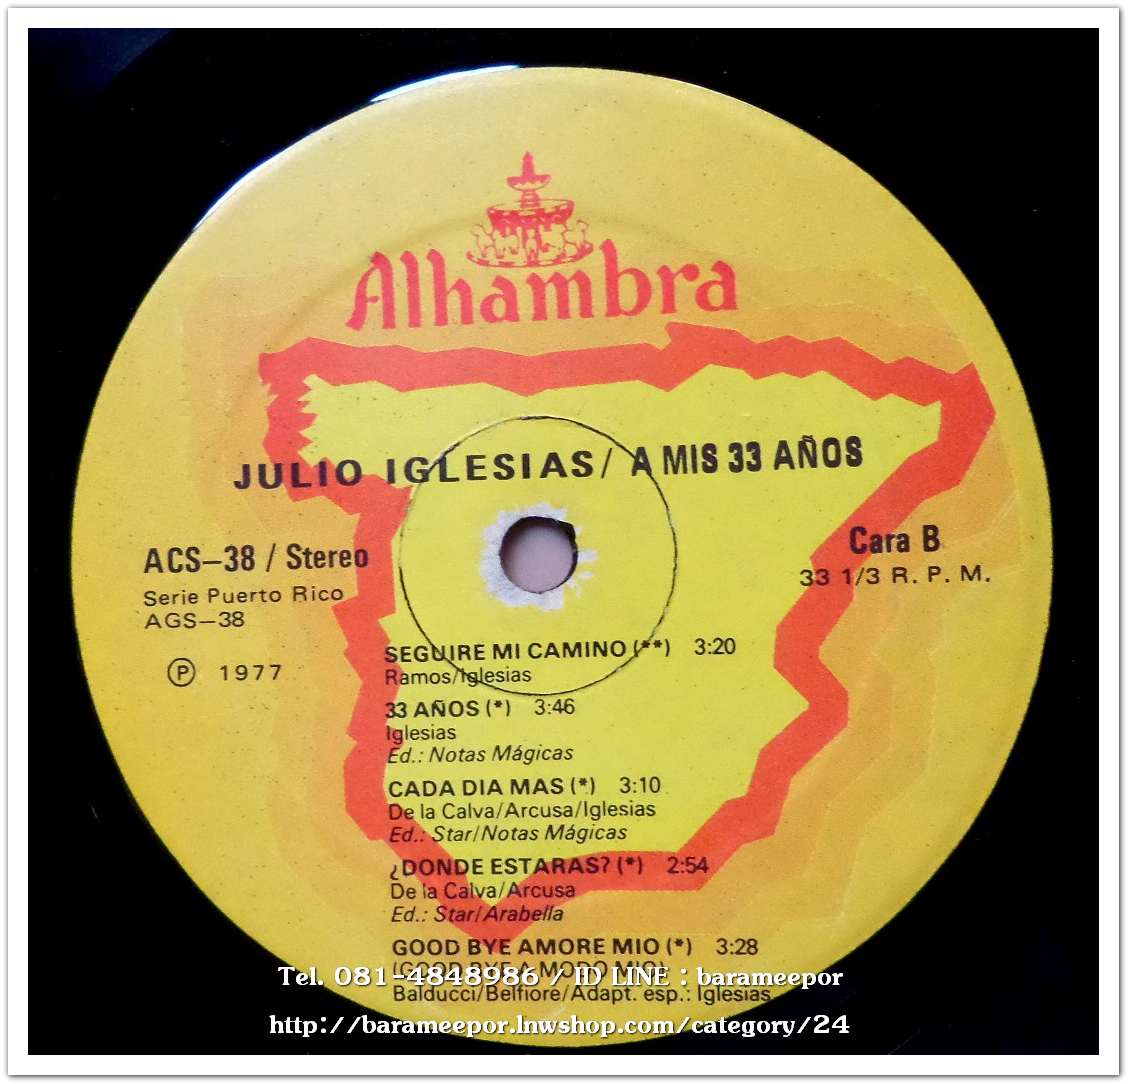 Alhambra
JULIO IGLESIAS/ A MIS 33 AÑOS
ACS–38 / Stereo
Serie Puerto Rico
AGS–38
Ⓟ 1977
Cara B
33 1/3 R. P. M.
SEGUIRE MI CAMINO (**) 3:20
Ramos/Iglesias
33 AÑOS (*) 3:46
Iglesias
Ed.: Notas Mágicas
CADA DIA MAS (*) 3:10
De la Calva/Arcusa/Iglesias
Ed.: Star/Notas Mágicas
¿DONDE ESTARAS? (*) 2:54
De la Calva/Arcusa
Ed.: Star/Arabella
GOOD BYE AMORE MIO (*) 3:28
(GOOD BYE A MODO MIO)
Balducci/Belfiore/Adapt. esp.: Iglesias
Tel. 081-4848986 / ID LINE : barameepor
http://barameepor.lnwshop.com/category/24